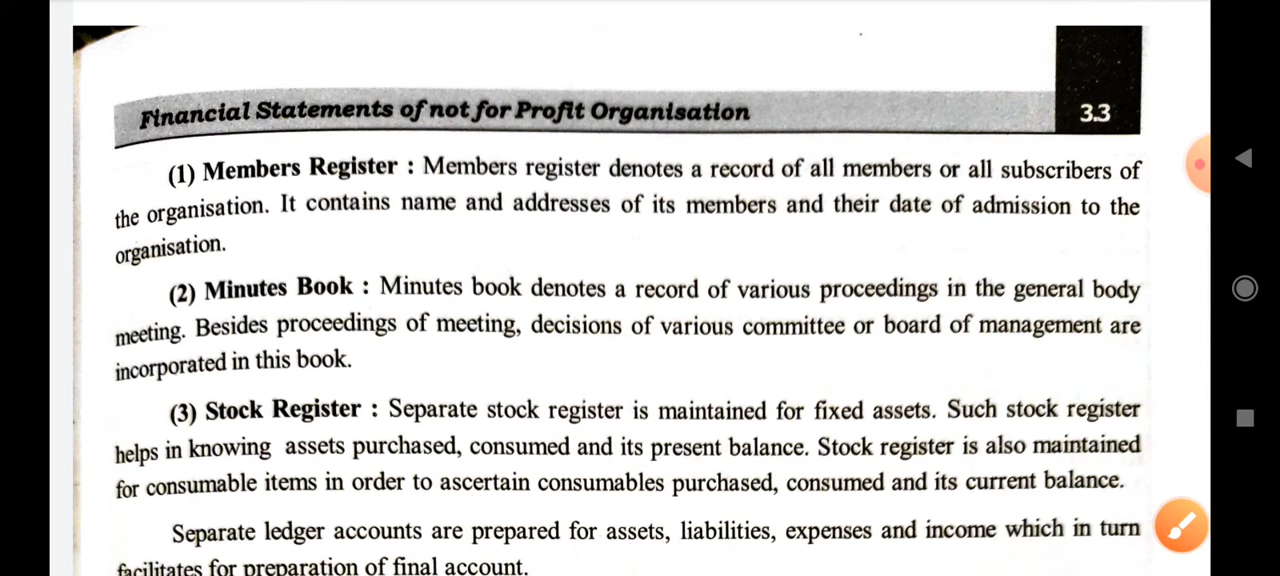 Financial Statements of not for Profit Organisation
3.3
(1) Members Register : Members register denotes a record of all members or all subscribers of
the organisation. It contains name and addresses of its members and their date of admission to the
organisation.
(2) Minutes Book : Minutes book denotes a record of various proceedings in the general body
meeting. Besides proceedings of meeting, decisions of various committee or board of management are
incorporated in this book.
(3) Stock Register : Separate stock register is maintained for fixed assets. Such stock register
helps in knowing assets purchased, consumed and its present balance. Stock register is also maintained
for consumable items in order to ascertain consumables purchased, consumed and its current balance.
Separate ledger accounts are prepared for assets, liabilities, expenses and income which in turn
facilitates for preparation of final account.